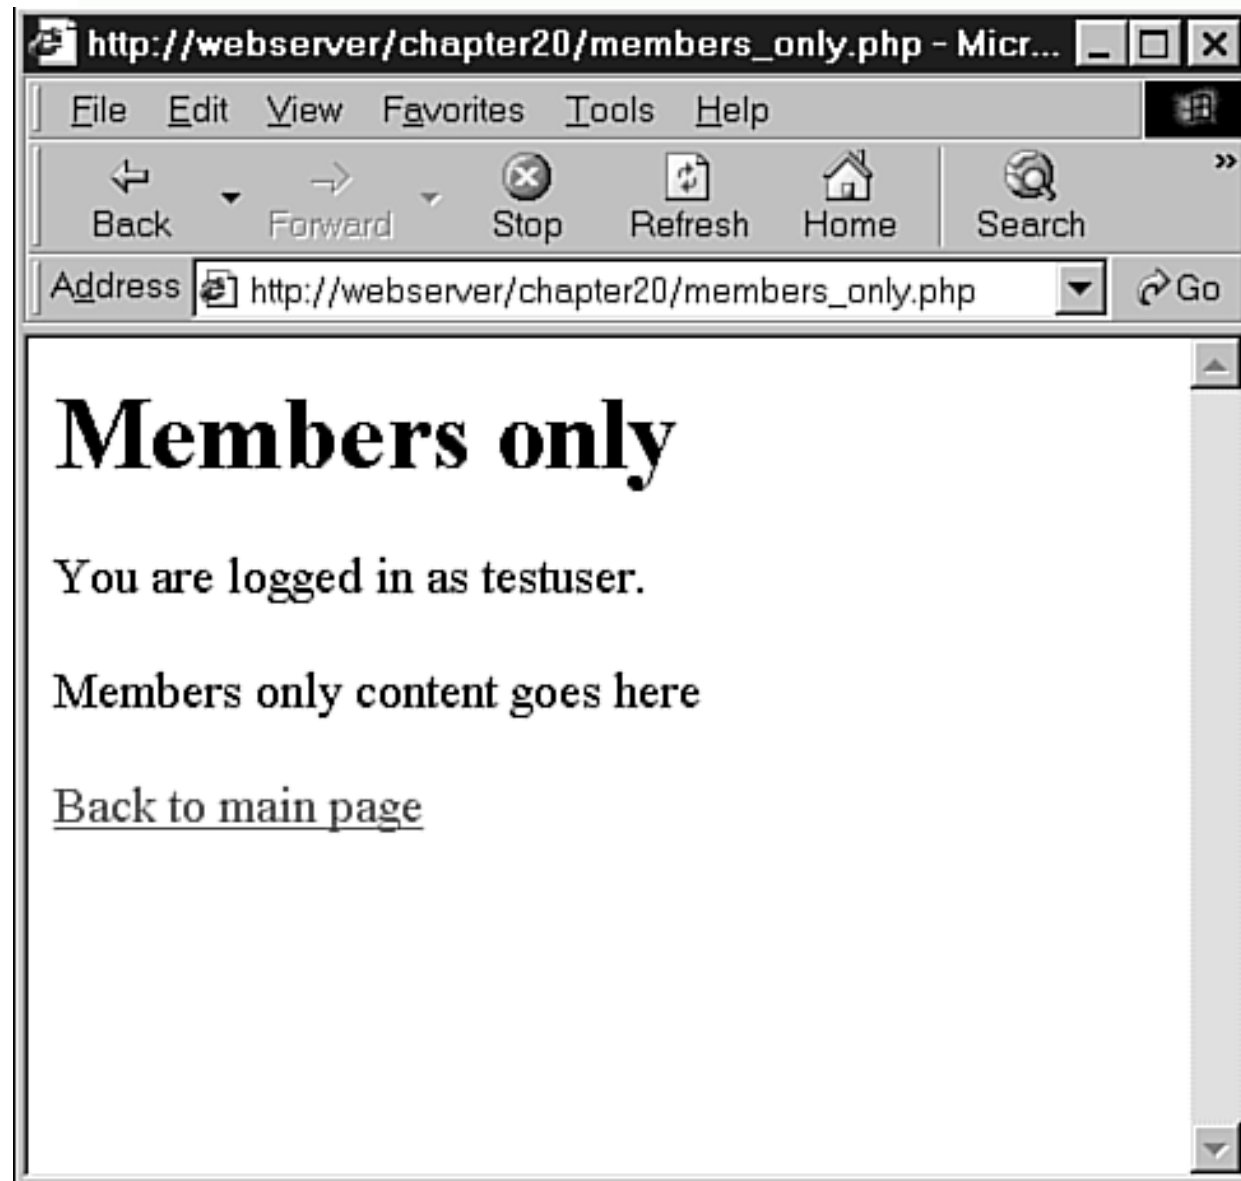 http://webserver/chapter20/members_only.php - Micr...
File Edit View Favorites Tools Help
Back Forward Stop Refresh Home Search »
Address http://webserver/chapter20/members_only.php Go
Members only
You are logged in as testuser.
Members only content goes here
Back to main page